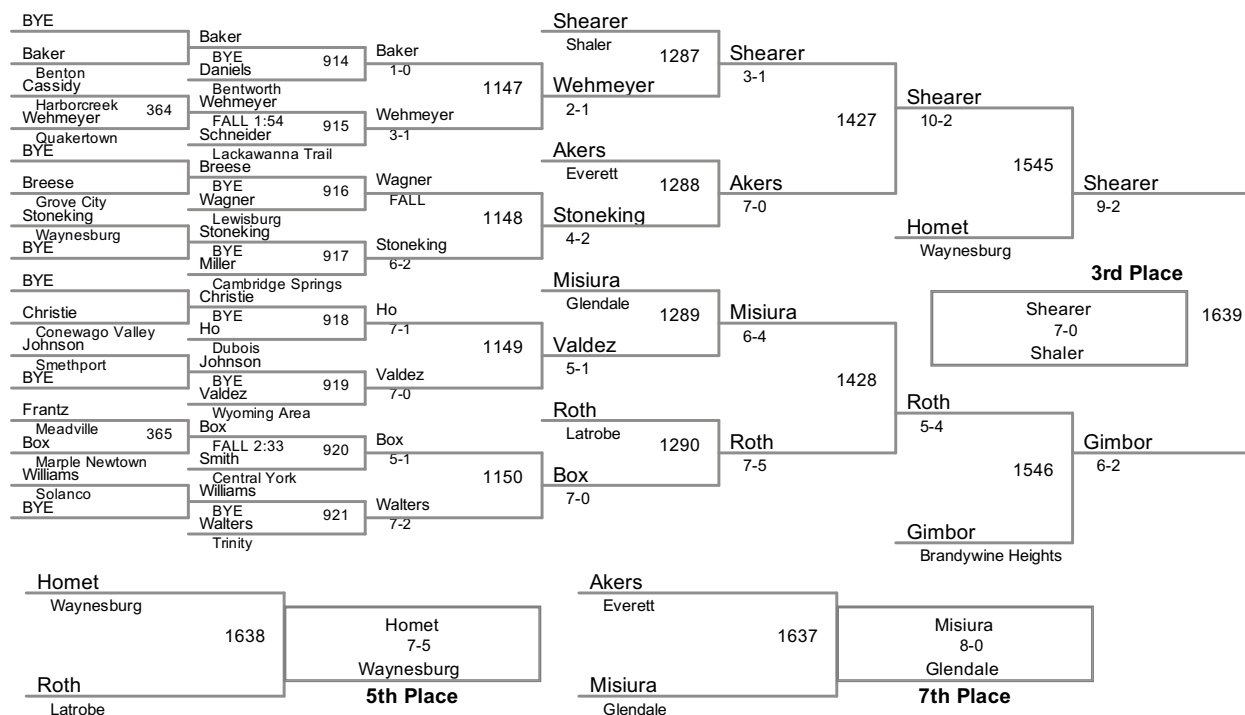 BYE
Baker
Benton
Cassidy
Harborcreek
364
Wehmeyer
Quakertown
BYE
Breese
Grove City
Stoneking
Waynesburg
BYE
BYE
Christie
Conewago Valley
Johnson
Smethport
BYE
Frantz
Meadville
365
Box
Marple Newtown
Williams
Solanco
BYE
Baker
BYE
914
Daniels
Bentworth
Wehmeyer
FALL 1:54
915
Schneider
Lackawanna Trail
Breese
BYE
916
Wagner
Lewisburg
Stoneking
BYE
917
Miller
Cambridge Springs
Christie
BYE
918
Ho
Dubois
Johnson
BYE
919
Valdez
Wyoming Area
Box
FALL 2:33
920
Smith
Central York
Williams
BYE
921
Walters
Trinity
Baker
1-0
1147
Wehmeyer
3-1
Wagner
FALL
1148
Stoneking
6-2
Ho
7-1
1149
Valdez
7-0
Box
5-1
1150
Walters
7-2
Shearer
Shaler
1287
Wehmeyer
2-1
Akers
Everett
1288
Stoneking
4-2
Misiura
Glendale
1289
Valdez
5-1
Roth
Latrobe
1290
Box
7-0
Shearer
3-1
1427
Akers
7-0
Misiura
6-4
1428
Roth
7-5
Shearer
10-2
1545
Homet
Waynesburg
Roth
5-4
1546
Gimbor
Brandywine Heights
Shearer
9-2
3rd Place
Shearer
7-0
Shaler
1639
Gimbor
6-2
Homet
Waynesburg
1638
Roth
Latrobe
Homet
7-5
Waynesburg
5th Place
Akers
Everett
1637
Misiura
Glendale
Misiura
8-0
Glendale
7th Place